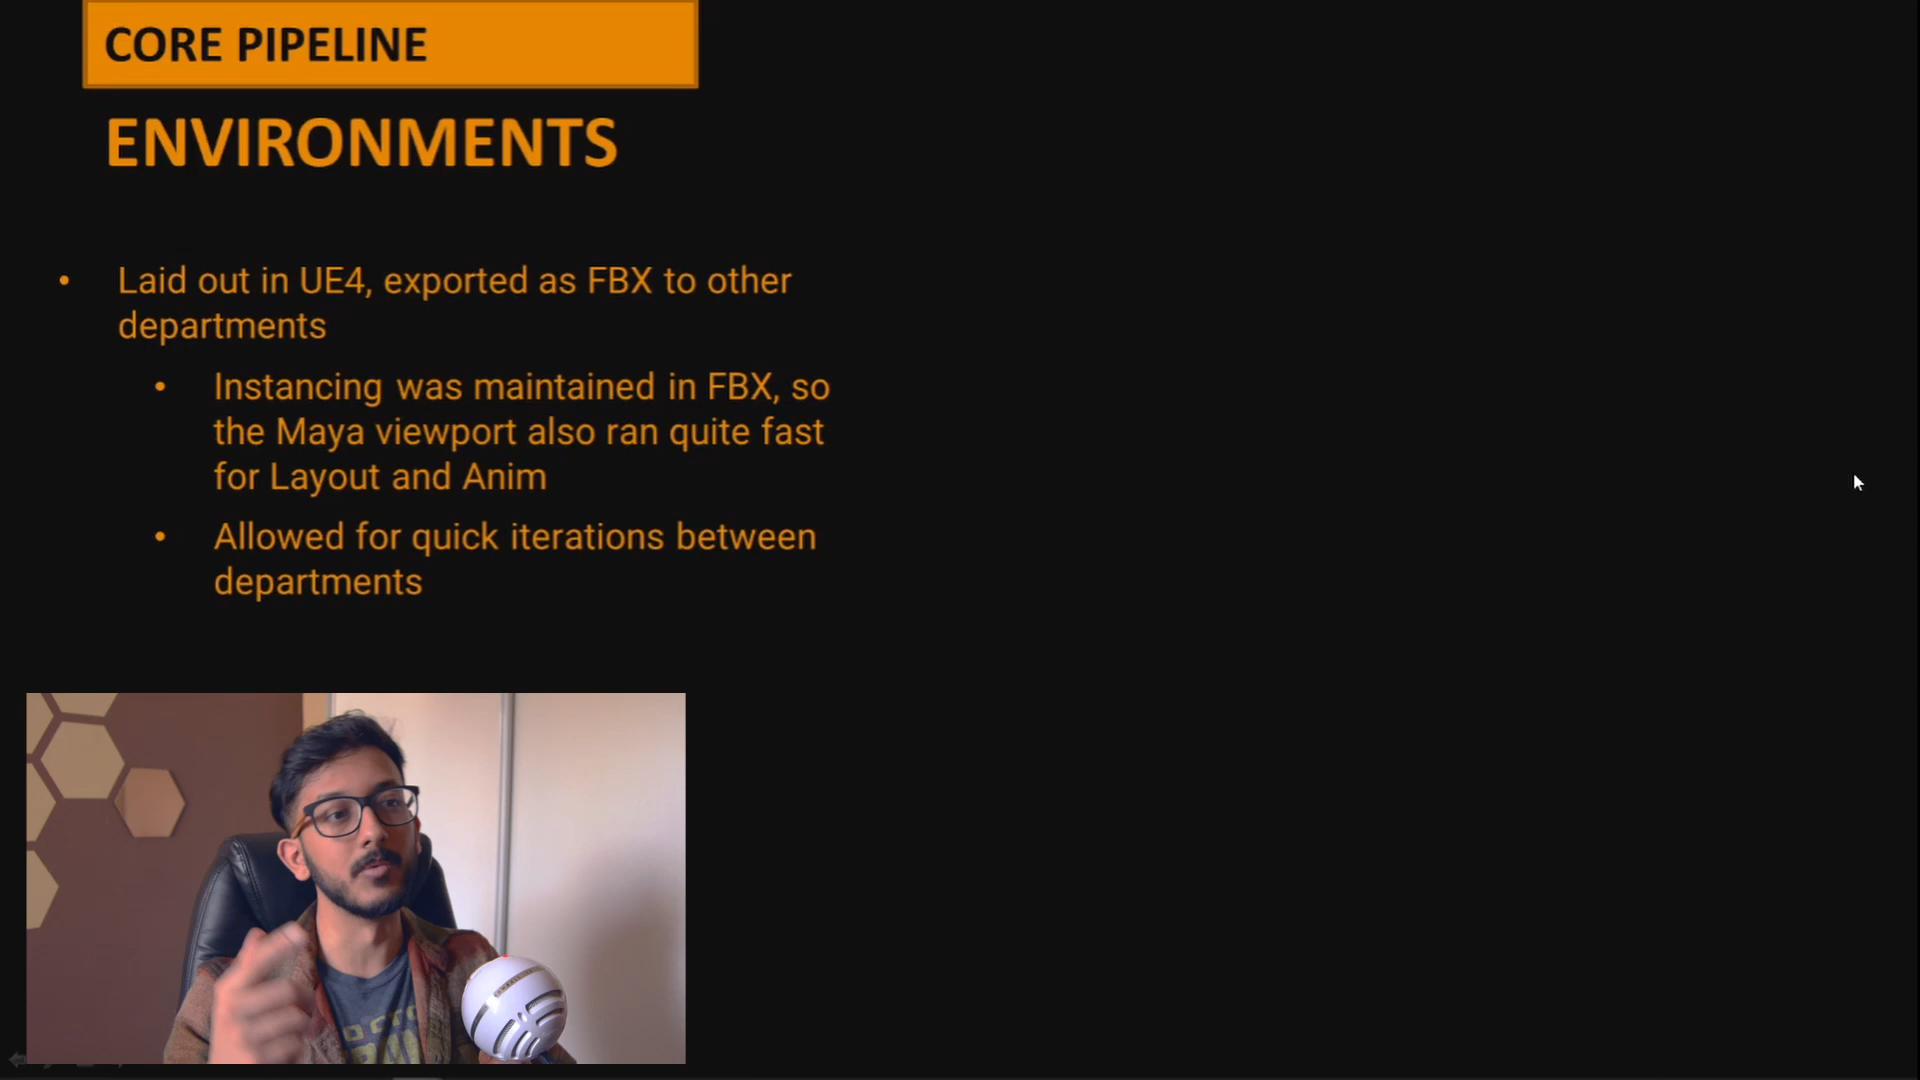 CORE PIPELINE
ENVIRONMENTS
• Laid out in UE4, exported as FBX to other
departments
• Instancing was maintained in FBX, so
the Maya viewport also ran quite fast
for Layout and Anim
• Allowed for quick iterations between
departments